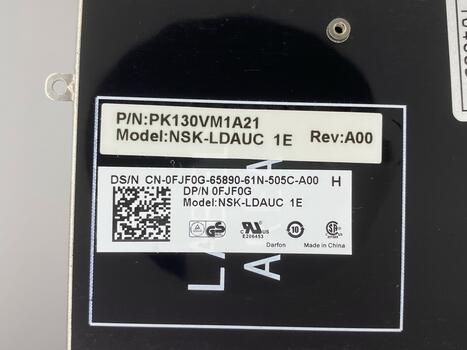 P/N:PK130VM1A21
Model:NSK-LDAUC 1E Rev:A00
DS/N CN-0FJF0G-65890-61N-505C-A00 H
DP/N 0FJF0G
Model:NSK-LDAUC 1E
E206453
Darfon Made in China